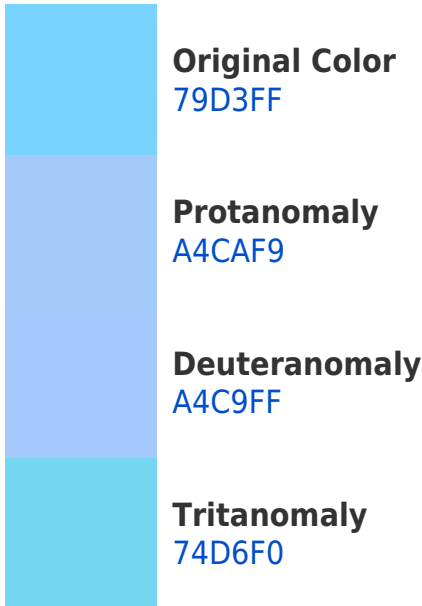 Original Color
79D3FF
Protanomaly
A4CAF9
Deuteranomaly
A4C9FF
Tritanomaly
74D6F0